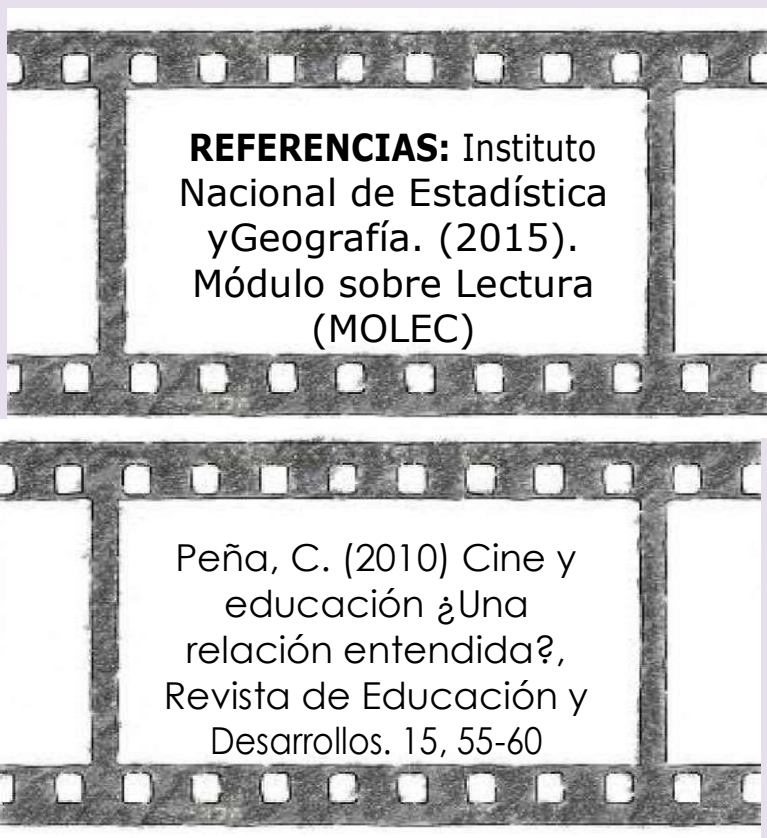 REFERENCIAS: Instituto
Nacional de Estadística
yGeografía. (2015).
Módulo sobre Lectura
(MOLEC)
Peña, C. (2010) Cine y
educación ¿Una
relación entendida?,
Revista de Educación y
Desarrollos. 15, 55-60